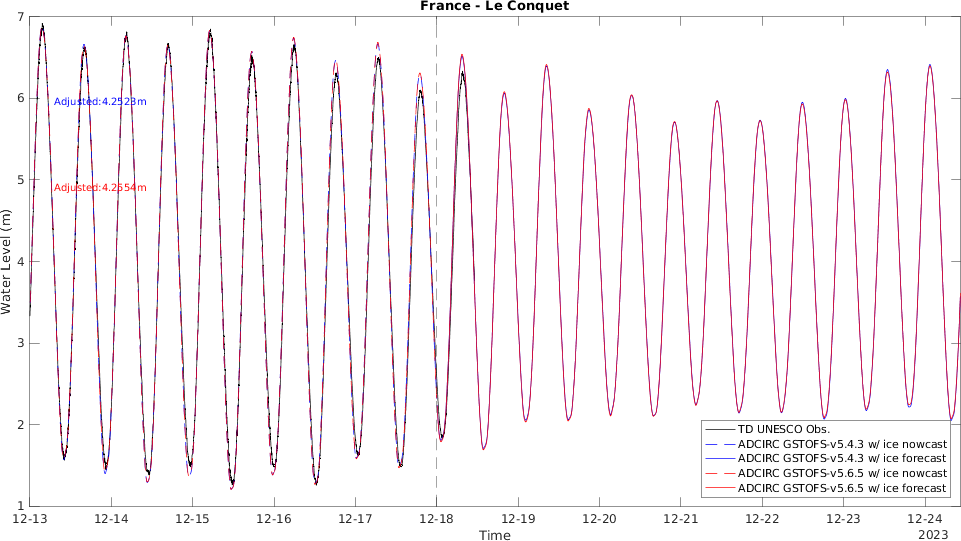 France - Le Conquet
7
6
5
4
3
2
1
Water Level (m)
Adjusted:4.2523m
Adjusted:4.2554m
TD UNESCO Obs.
ADCIRC GSTOFS-v5.4.3 w/ ice nowcast
ADCIRC GSTOFS-v5.4.3 w/ ice forecast
ADCIRC GSTOFS-v5.6.5 w/ ice nowcast
ADCIRC GSTOFS-v5.6.5 w/ ice forecast
12-13 12-14 12-15 12-16 12-17 12-18 12-19 12-20 12-21 12-22 12-23 12-24
Time
2023